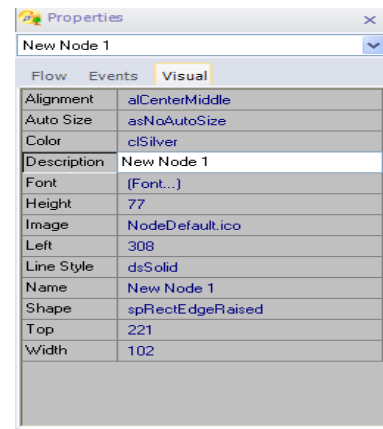 Properties
New Node 1
Flow Events Visual
Alignment alCenterMiddle
Auto Size asNoAutoSize
Color clSilver
Description New Node 1
Font (Font...)
Height 77
Image NodeDefault.ico
Left 308
Line Style dsSolid
Name New Node 1
Shape spRectEdgeRaised
Top 221
Width 102